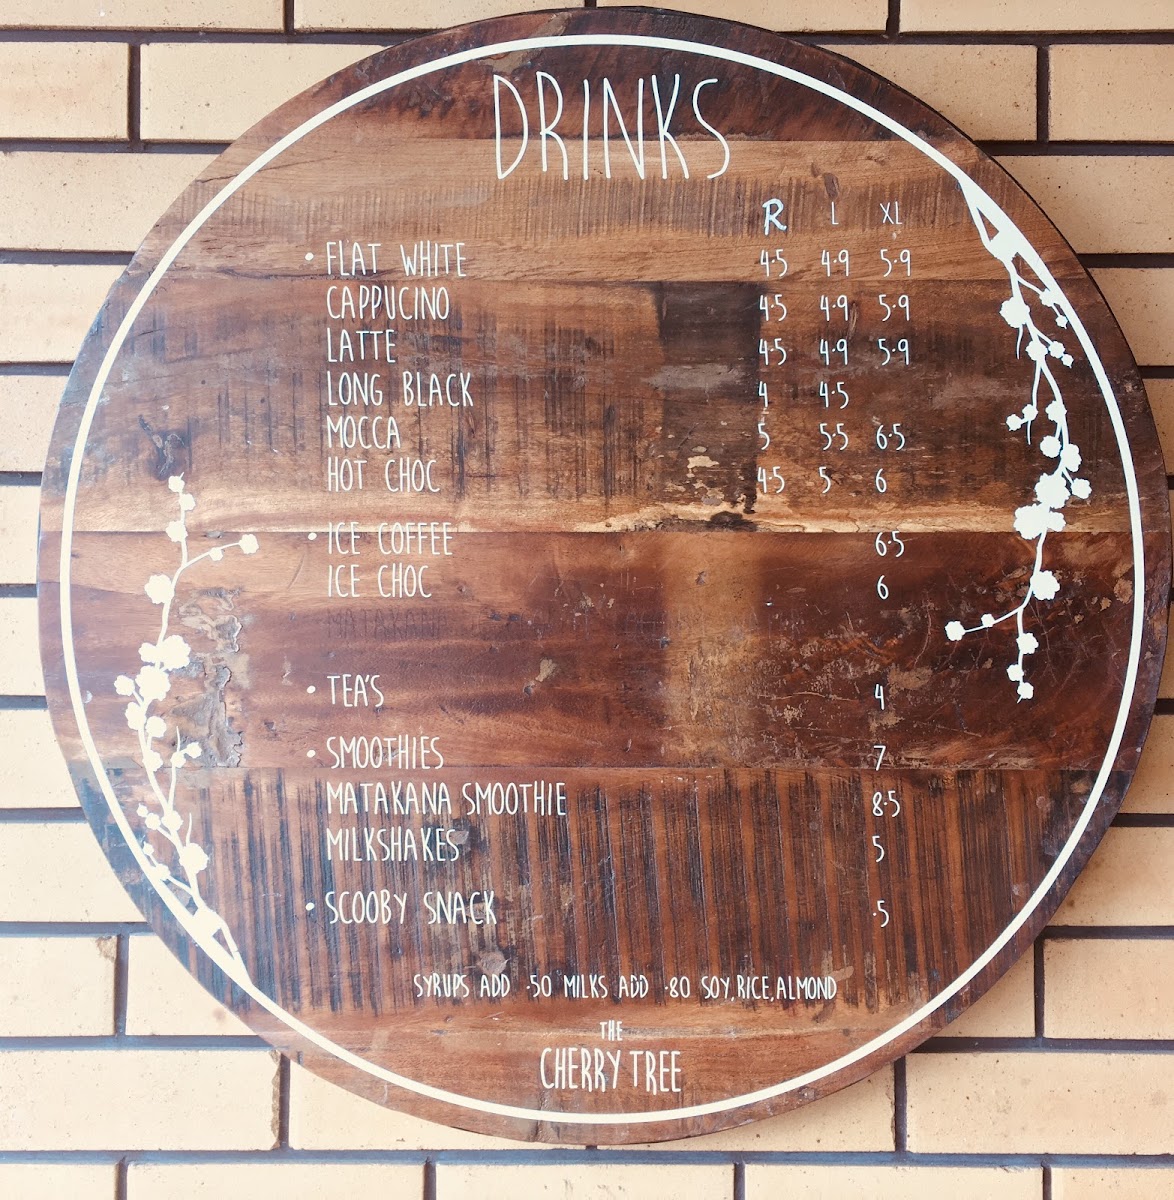 DRINKS
R L XL
• FLAT WHITE 4.5 4.9 5.9
CAPPUCINO 4.5 4.9 5.9
LATTE 4.5 4.9 5.9
LONG BLACK 4 4.5
MOCCA 5 5.5 6.5
HOT CHOC 4.5 5 6
• ICE COFFEE 6.5
ICE CHOC 6
MATAKANA
• TEA'S 4
• SMOOTHIES 7
MATAKANA SMOOTHIE 8.5
MILKSHAKES 5
• SCOOBY SNACK .5
SYRUPS ADD .50 MILKS ADD .80 SOY, RICE, ALMOND
THE
CHERRY TREE